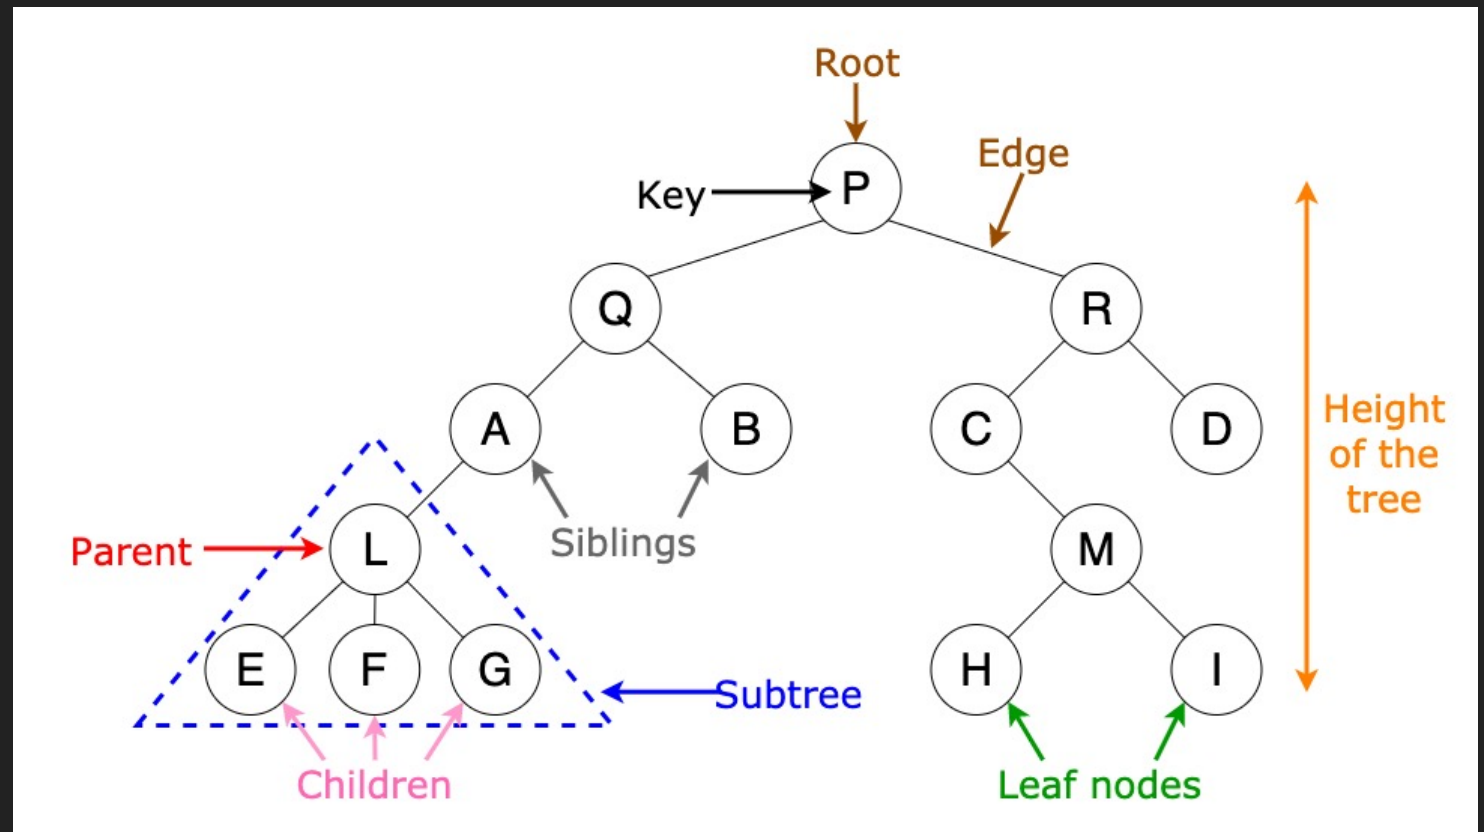 Root
Edge
Key
P
Q
R
A
B
C
D
Height
of the
tree
Siblings
Parent
L
M
E
F
G
H
I
Subtree
Children
Leaf nodes